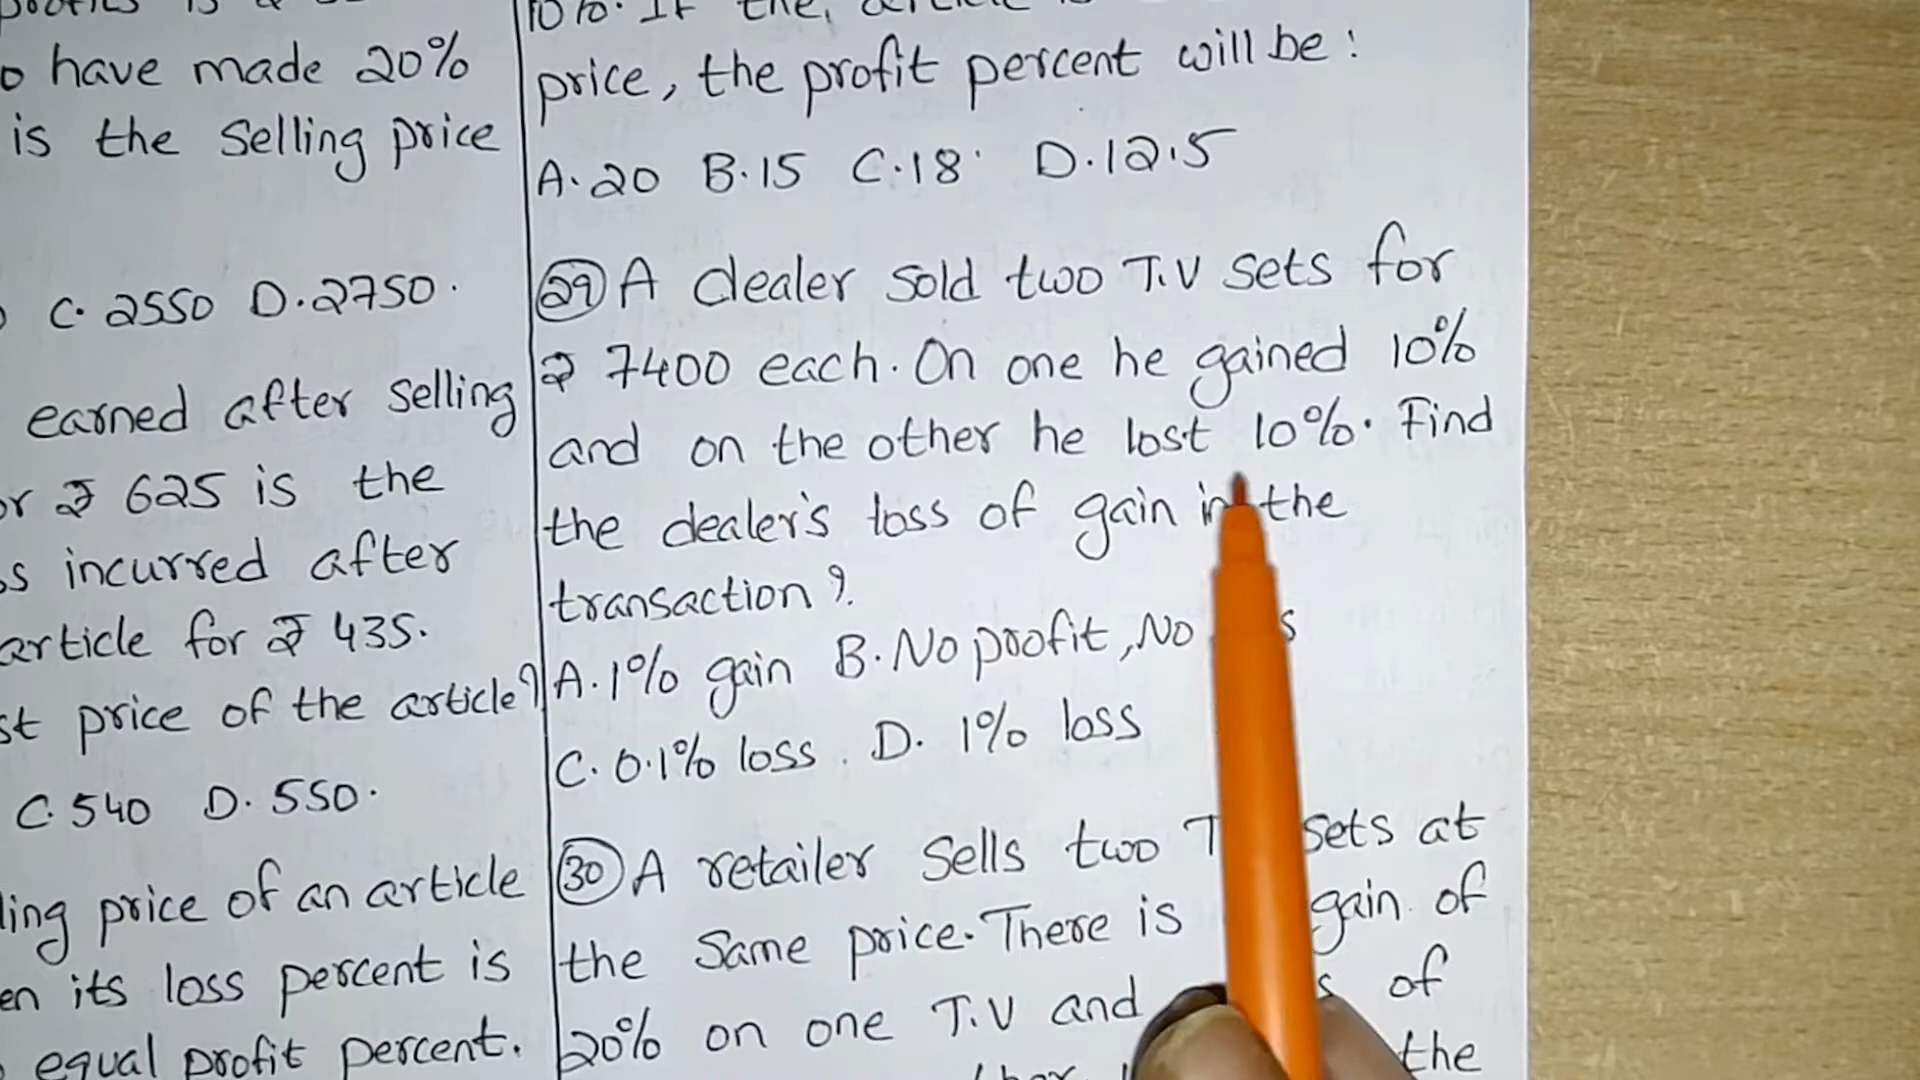 o have made 20%
is the Selling price
C. 2550 D. 2750.
earned after selling
or ₹ 625 is the
s incurred after
article for ₹ 435.
st price of the article?
C. 540 D. 550.
ling price of an article
en its loss percent is
equal profit percent.
10%. If the, article is
price, the profit percent will be:
A. 20 B. 15 C. 18 D. 12.5
(29) A dealer sold two T.V sets for
₹ 7400 each. On one he gained 10%
and on the other he lost 10%. Find
the dealer's loss of gain in the
transaction?
A. 1% gain B. No profit, No
C. 0.1% loss. D. 1% loss
(30) A retailer sells two sets at
the same price. There is gain of
20% on one T.V and of
the